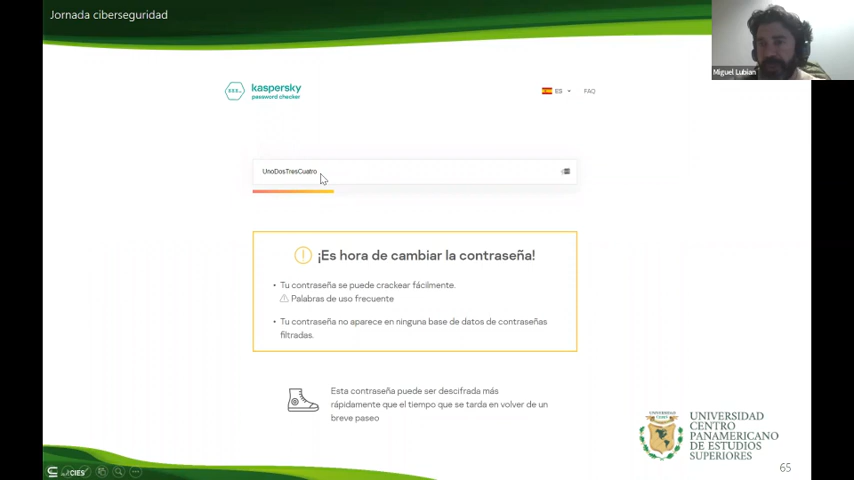 Jornada ciberseguridad
Miguel Lubian
kaspersky
password checker
ES
FAQ
UnoDosTresCuatro
¡Es hora de cambiar la contraseña!
• Tu contraseña se puede crackear fácilmente.
Palabras de uso frecuente
• Tu contraseña no aparece en ninguna base de datos de contraseñas
filtradas.
Esta contraseña puede ser descifrada más
rápidamente que el tiempo que se tarda en volver de un
breve paseo
UNIVERSIDAD
CENTRO
PANAMERICANO
DE ESTUDIOS
SUPERIORES
65